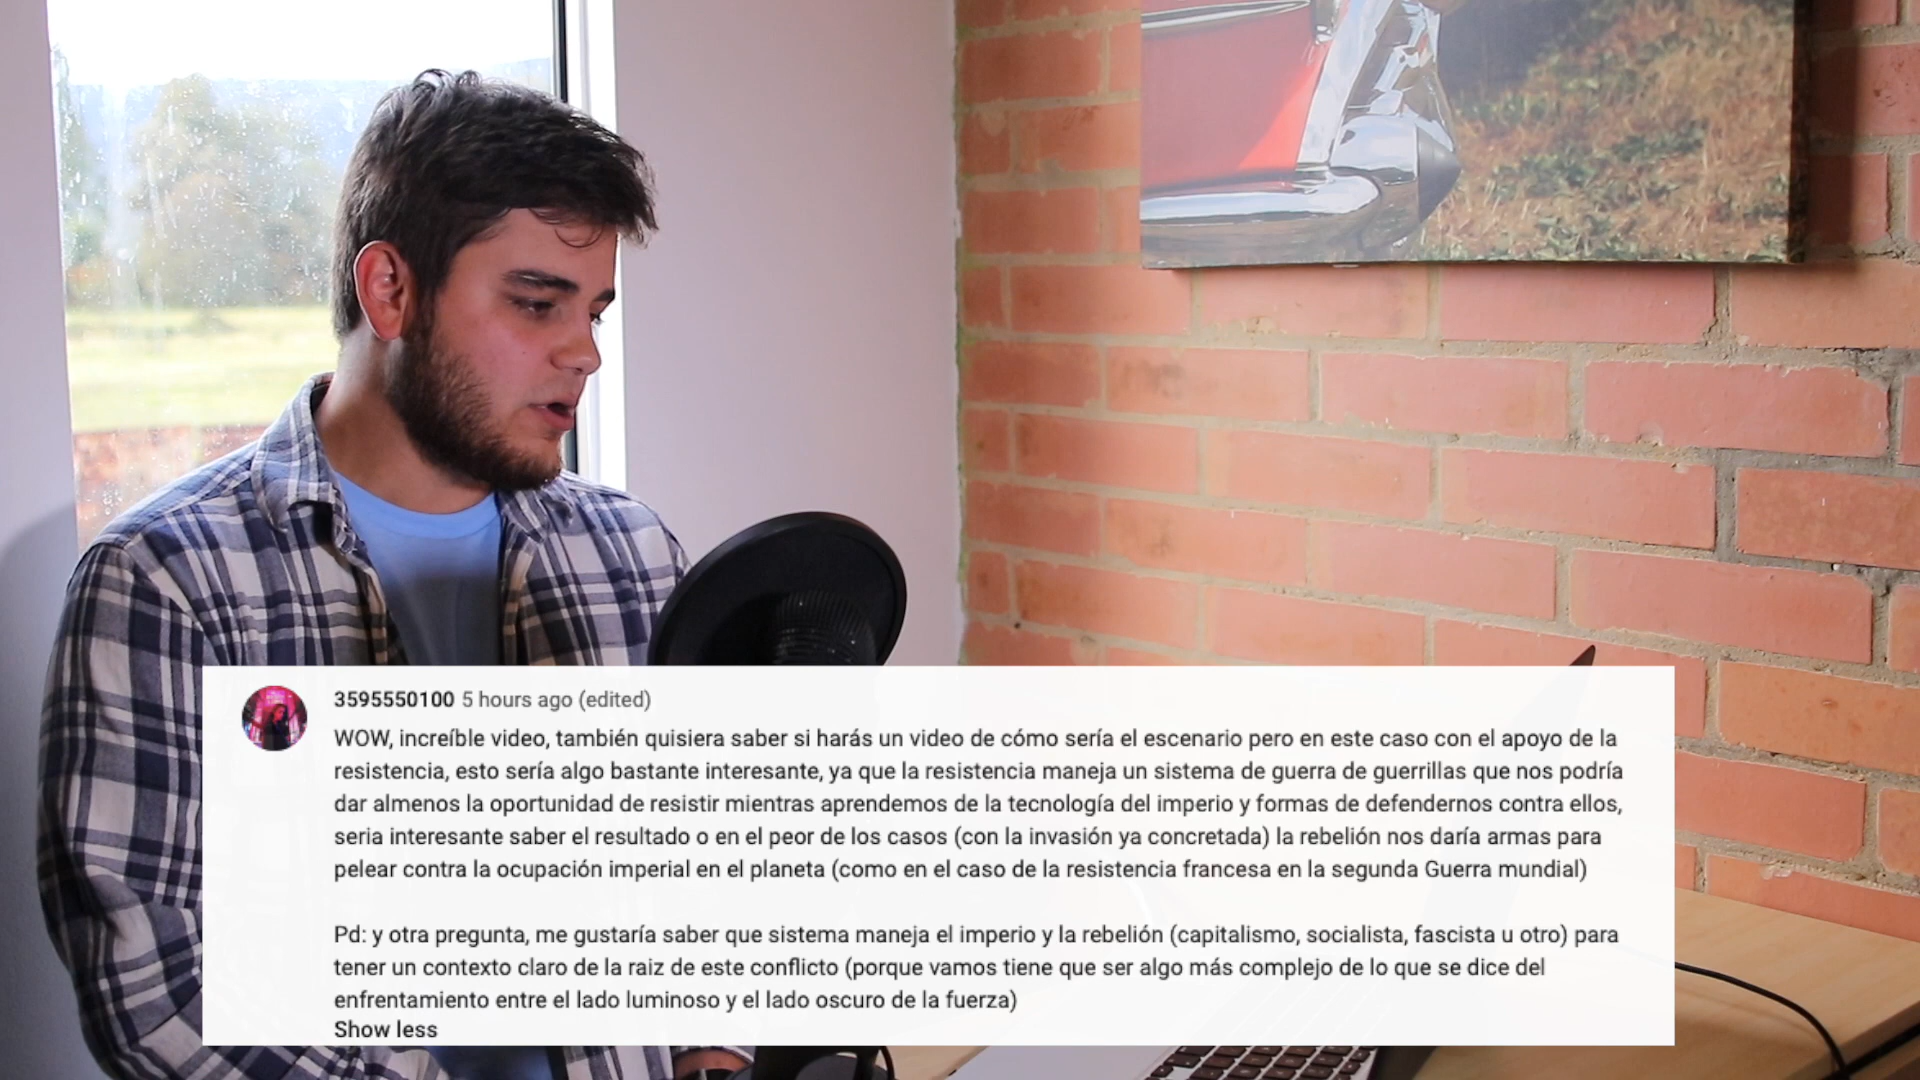 3595550100 5 hours ago (edited)
WOW, increíble video, también quisiera saber si harás un video de cómo sería el escenario pero en este caso con el apoyo de la
resistencia, esto sería algo bastante interesante, ya que la resistencia maneja un sistema de guerra de guerrillas que nos podría
dar almenos la oportunidad de resistir mientras aprendemos de la tecnología del imperio y formas de defendernos contra ellos,
seria interesante saber el resultado o en el peor de los casos (con la invasión ya concretada) la rebelión nos daría armas para
pelear contra la ocupación imperial en el planeta (como en el caso de la resistencia francesa en la segunda Guerra mundial)
Pd: y otra pregunta, me gustaría saber que sistema maneja el imperio y la rebelión (capitalismo, socialista, fascista u otro) para
tener un contexto claro de la raiz de este conflicto (porque vamos tiene que ser algo más complejo de lo que se dice del
enfrentamiento entre el lado luminoso y el lado oscuro de la fuerza)
Show less